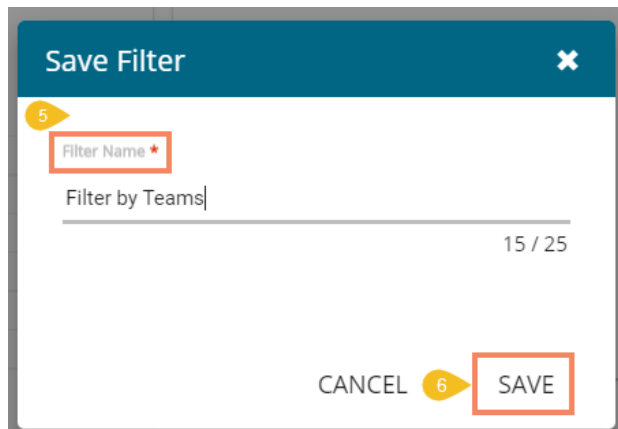 Save Filter ✖
5
Filter Name *
Filter by Teams
15 / 25
CANCEL 6 SAVE